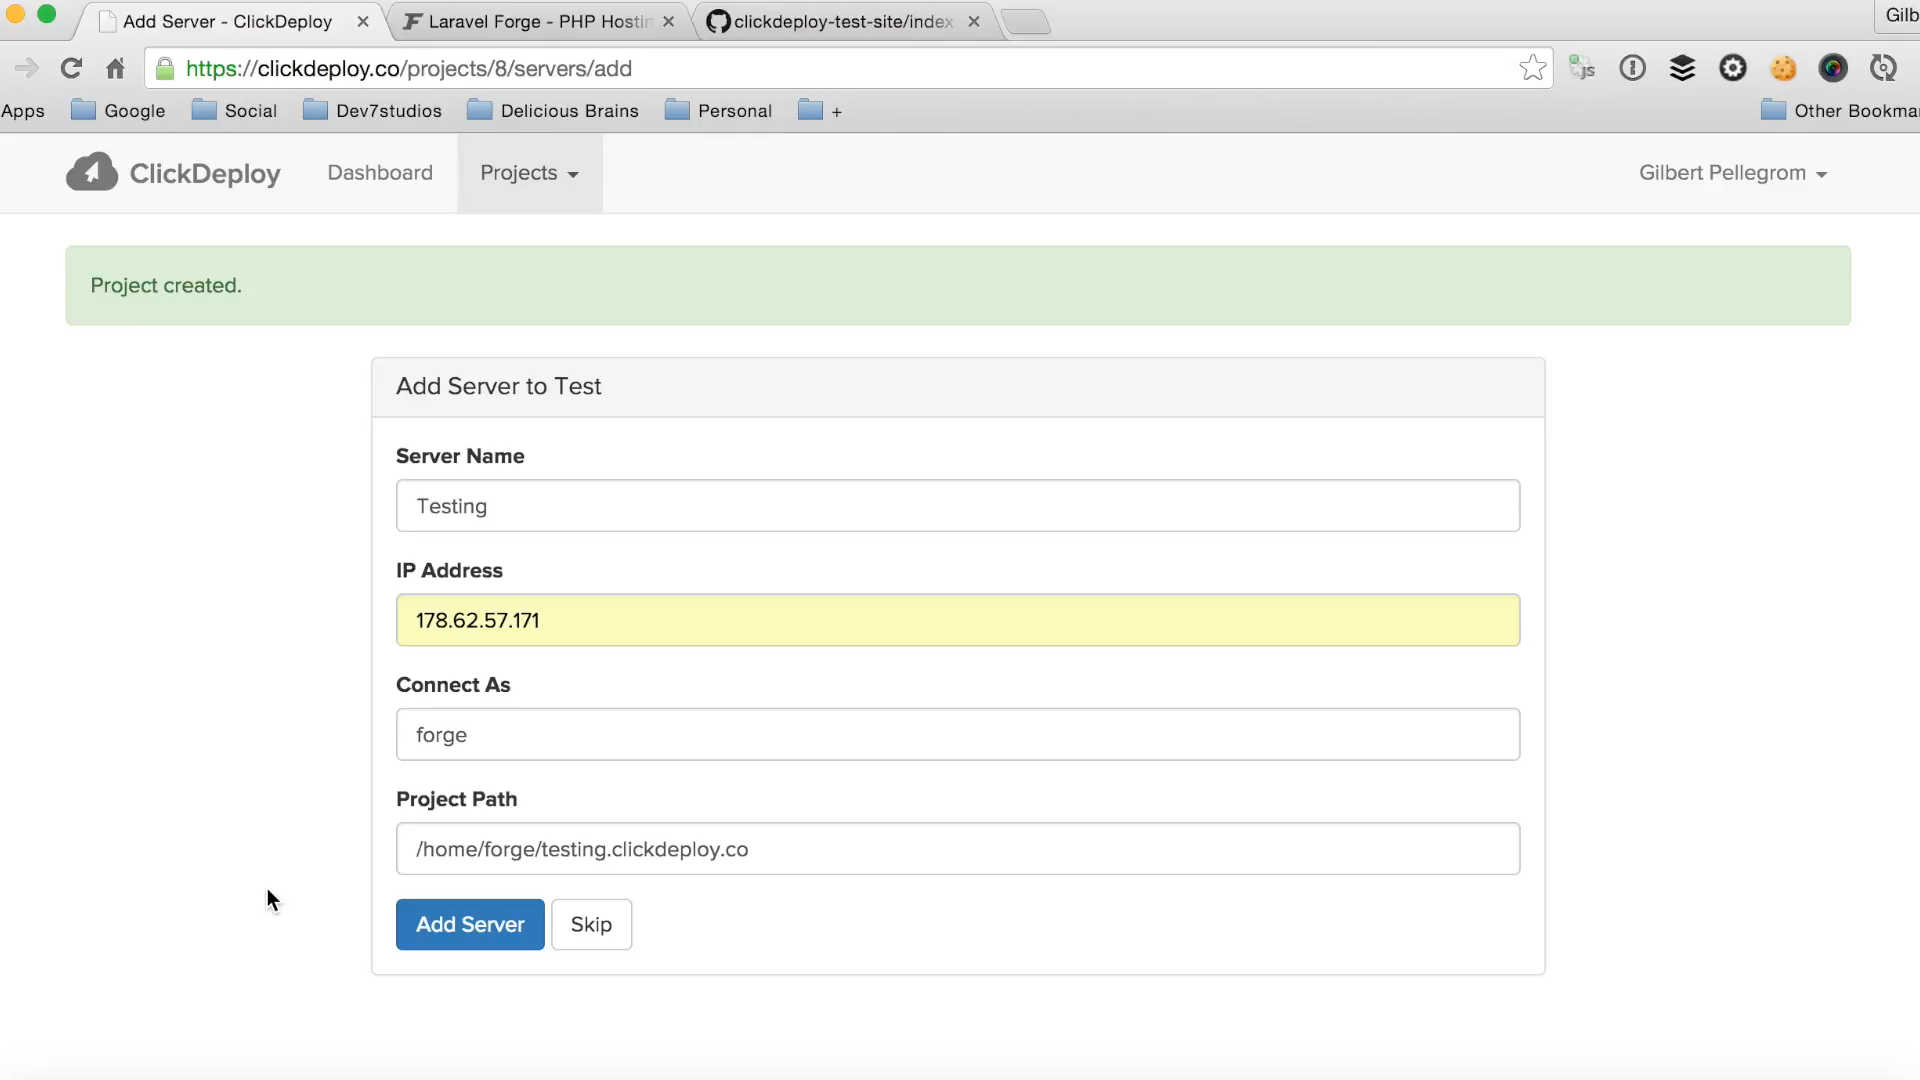 Add Server - ClickDeploy
Laravel Forge - PHP Hostin
clickdeploy-test-site/index
Gilb
https://clickdeploy.co/projects/8/servers/add
JS
Apps
Google
Social
Dev7studios
Delicious Brains
Personal
+
Other Bookma
ClickDeploy
Dashboard
Projects
Gilbert Pellegrom
Project created.
Add Server to Test
Server Name
Testing
IP Address
178.62.57.171
Connect As
forge
Project Path
/home/forge/testing.clickdeploy.co
Add Server
Skip